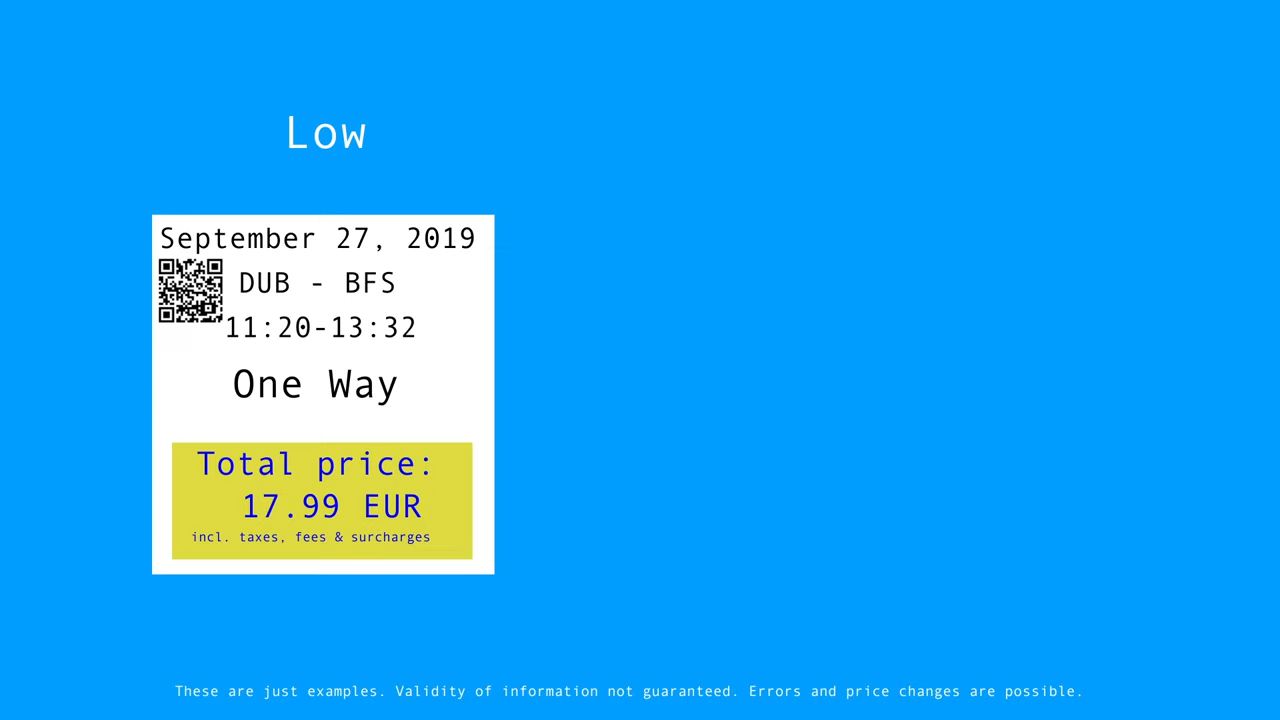 Low
September 27, 2019
DUB - BFS
11:20-13:32
One Way
Total price:
17.99 EUR
incl. taxes, fees & surcharges
These are just examples. Validity of information not guaranteed. Errors and price changes are possible.